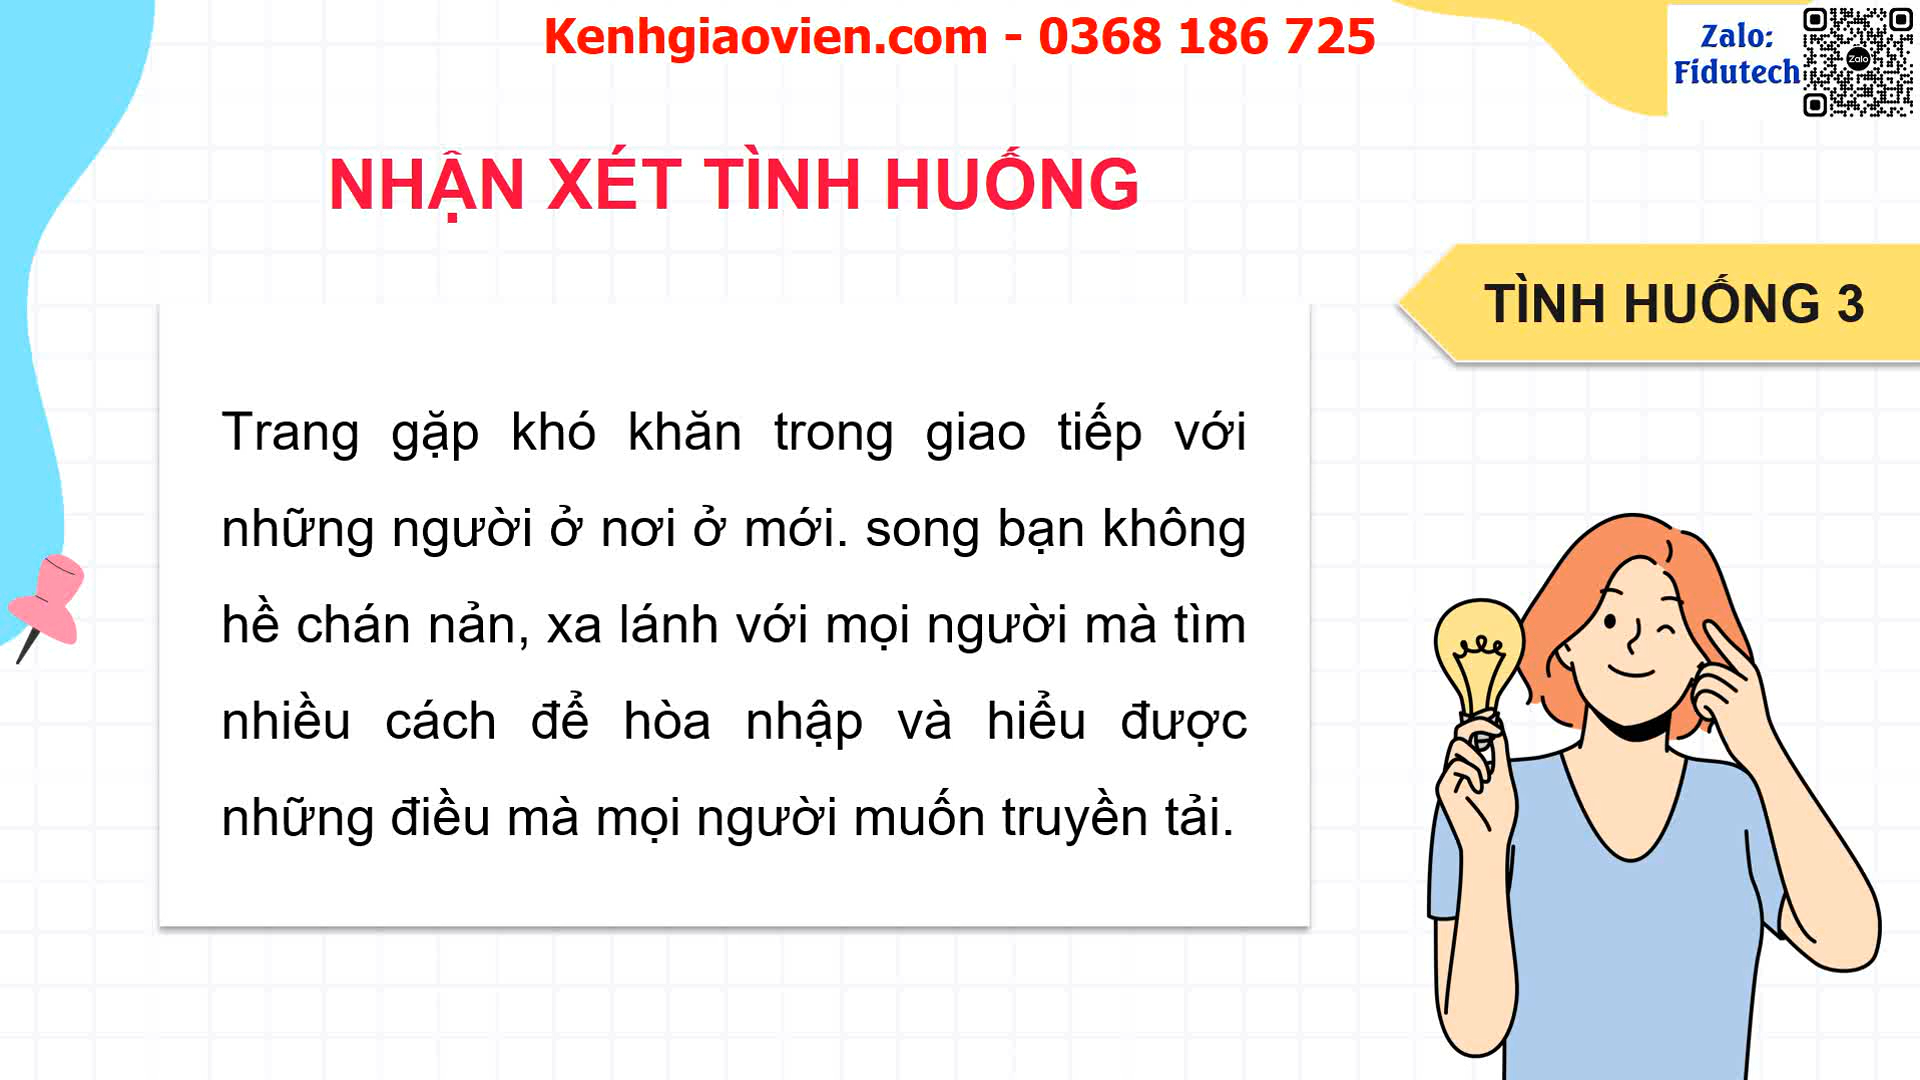 Kenhgiaovien.com - 0368 186 725
Zalo:
Fidutech
Zalo
NHẬN XÉT TÌNH HUỐNG
TÌNH HUỐNG 3
Trang gặp khó khăn trong giao tiếp với
những người ở nơi ở mới. song bạn không
hề chán nản, xa lánh với mọi người mà tìm
nhiều cách để hòa nhập và hiểu được
những điều mà mọi người muốn truyền tải.